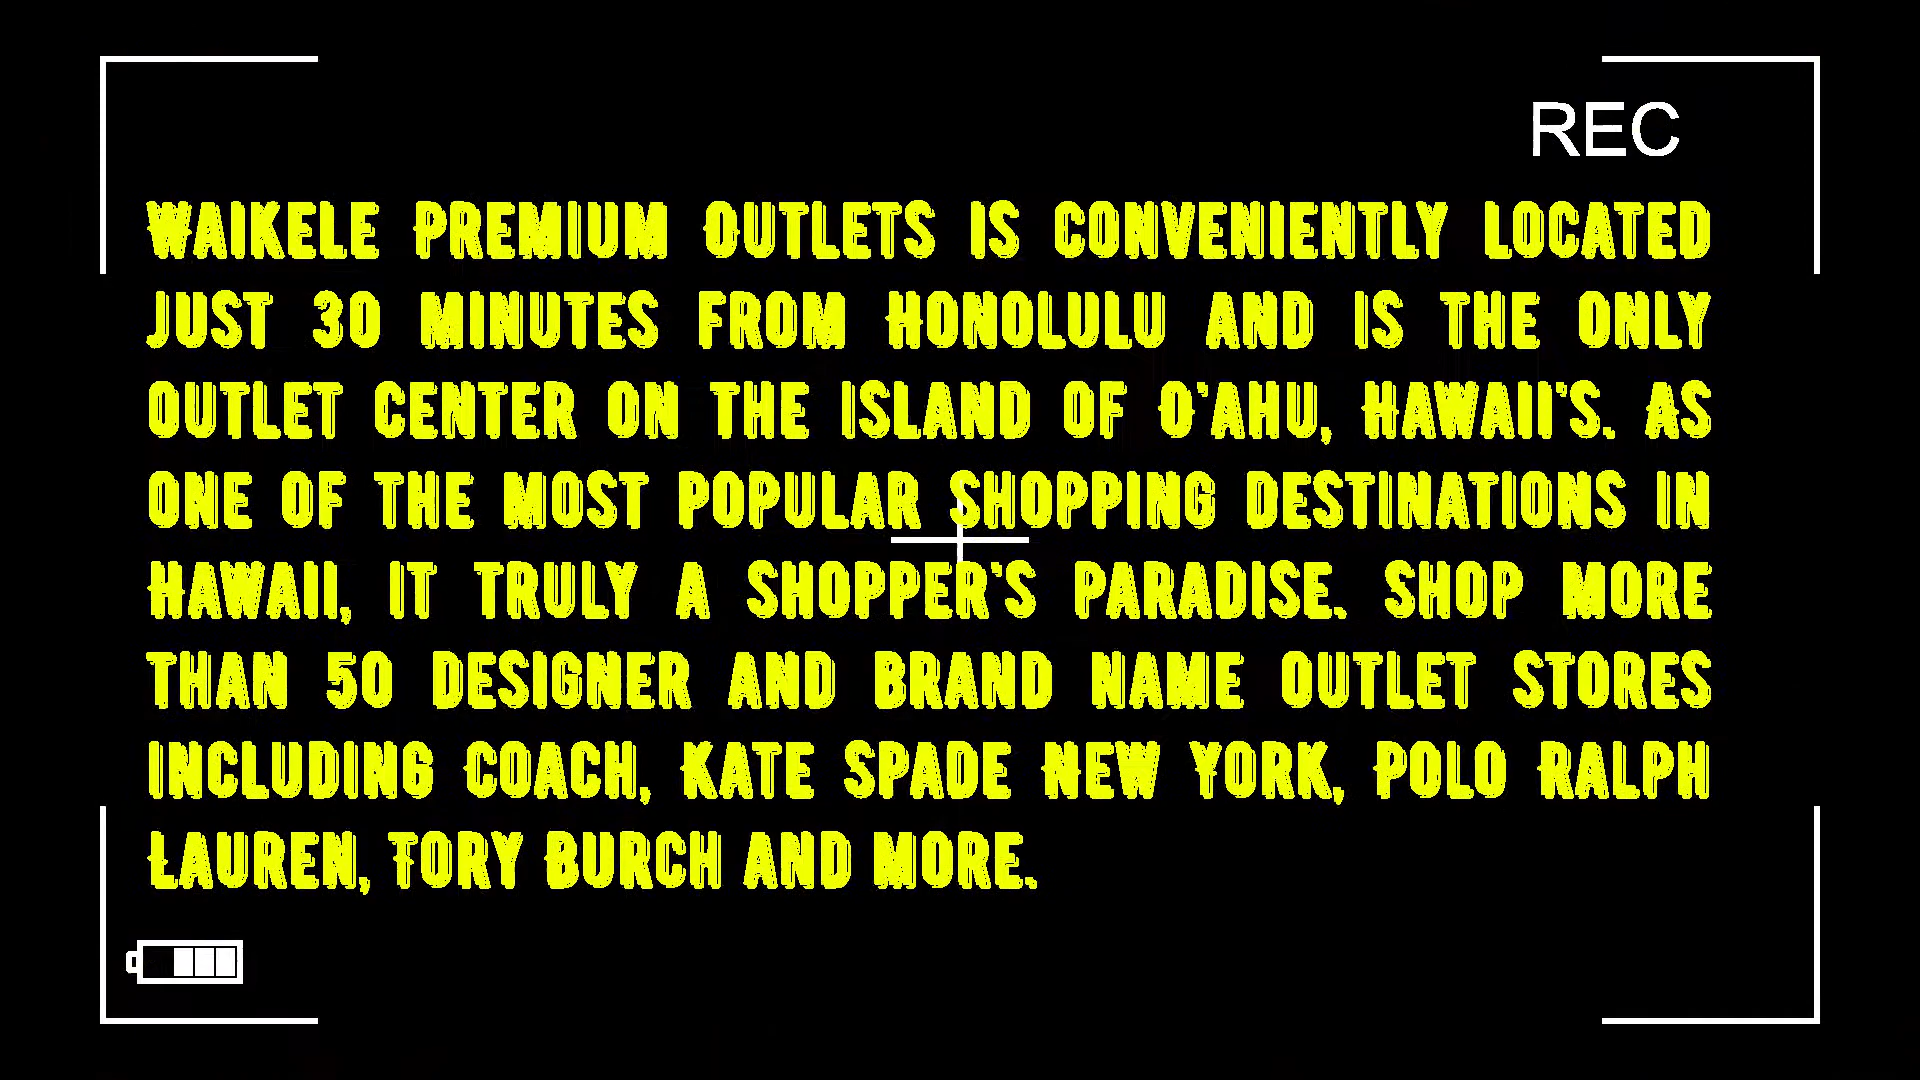 REC
WAIKELE PREMIUM OUTLETS IS CONVENIENTLY LOCATED
JUST 30 MINUTES FROM HONOLULU AND IS THE ONLY
OUTLET CENTER ON THE ISLAND OF O'AHU, HAWAII'S. AS
ONE OF THE MOST POPULAR SHOPPING DESTINATIONS IN
HAWAII, IT TRULY A SHOPPER'S PARADISE. SHOP MORE
THAN 50 DESIGNER AND BRAND NAME OUTLET STORES
INCLUDING COACH, KATE SPADE NEW YORK, POLO RALPH
LAUREN, TORY BURCH AND MORE.